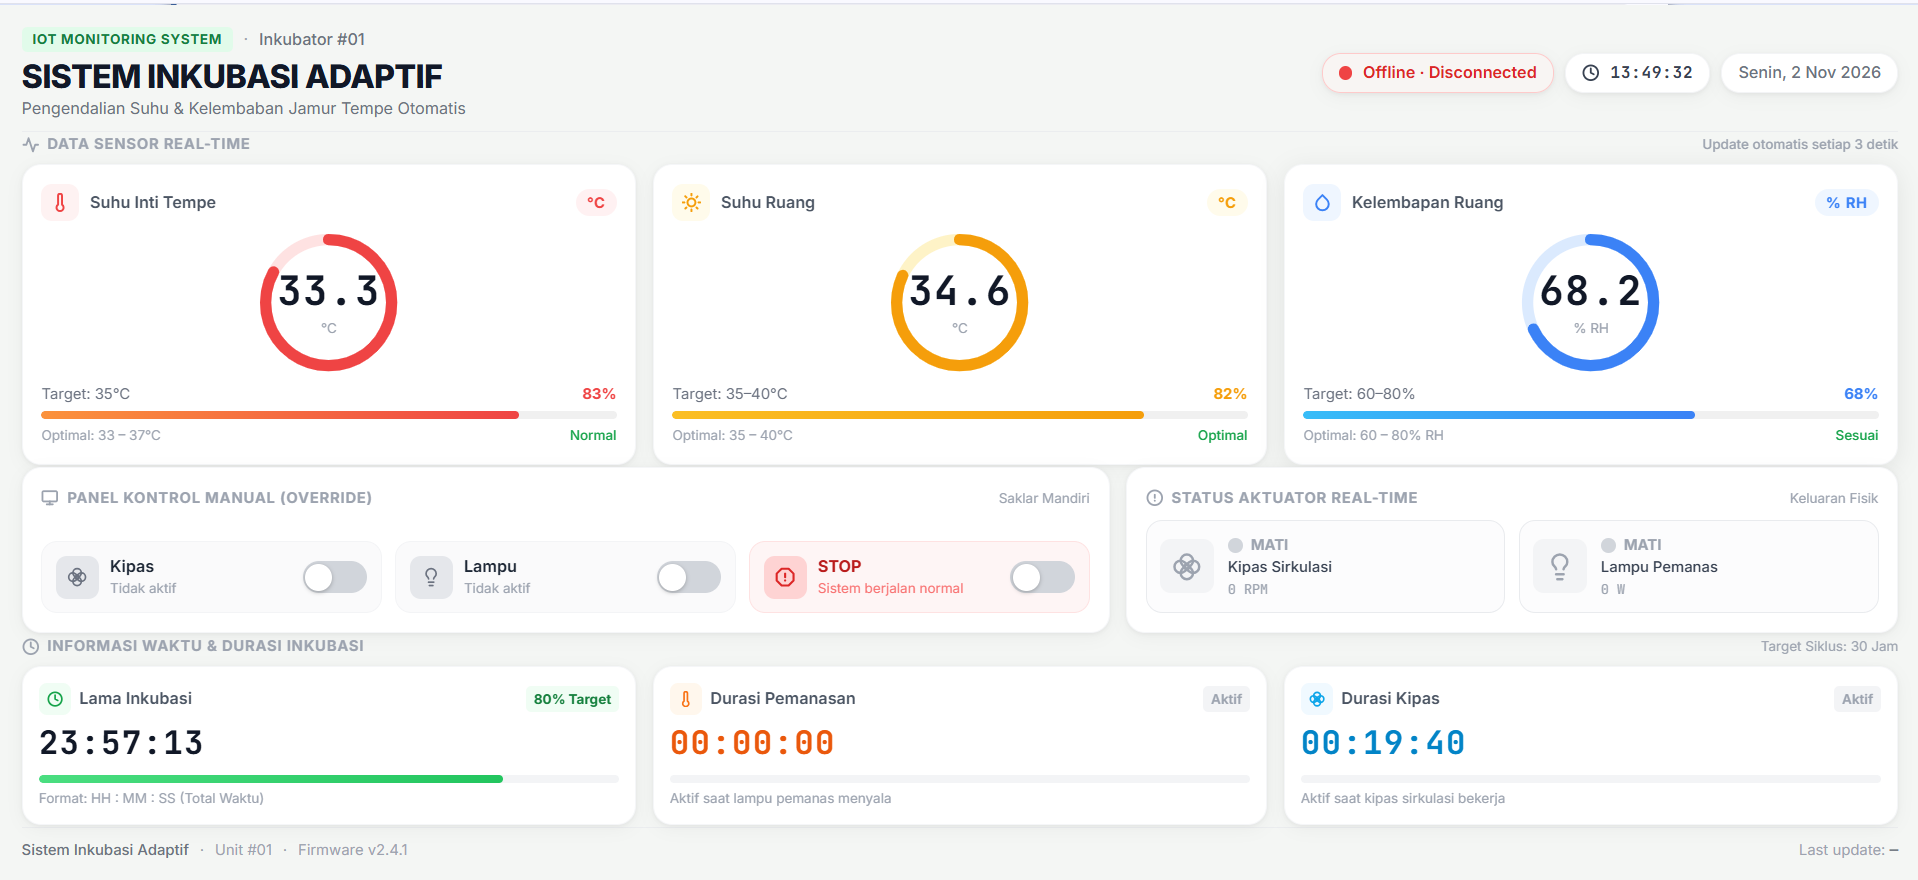 IOT MONITORING SYSTEM · Inkubator #01
SISTEM INKUBASI ADAPTIF
Pengendalian Suhu & Kelembaban Jamur Tempe Otomatis
Offline · Disconnected
13:49:32
Senin, 2 Nov 2026
DATA SENSOR REAL-TIME
Update otomatis setiap 3 detik
Suhu Inti Tempe
°C
33.3
°C
Target: 35°C
83%
Optimal: 33 – 37°C
Normal
Suhu Ruang
°C
34.6
°C
Target: 35–40°C
82%
Optimal: 35 – 40°C
Optimal
Kelembapan Ruang
% RH
68.2
% RH
Target: 60–80%
68%
Optimal: 60 – 80% RH
Sesuai
PANEL KONTROL MANUAL (OVERRIDE)
Saklar Mandiri
Kipas
Tidak aktif
Lampu
Tidak aktif
STOP
Sistem berjalan normal
STATUS AKTUATOR REAL-TIME
Keluaran Fisik
MATI
Kipas Sirkulasi
0 RPM
MATI
Lampu Pemanas
0 W
INFORMASI WAKTU & DURASI INKUBASI
Target Siklus: 30 Jam
Lama Inkubasi
80% Target
23:57:13
Format: HH : MM : SS (Total Waktu)
Durasi Pemanasan
Aktif
00:00:00
Aktif saat lampu pemanas menyala
Durasi Kipas
Aktif
00:19:40
Aktif saat kipas sirkulasi bekerja
Sistem Inkubasi Adaptif · Unit #01 · Firmware v2.4.1
Last update: –